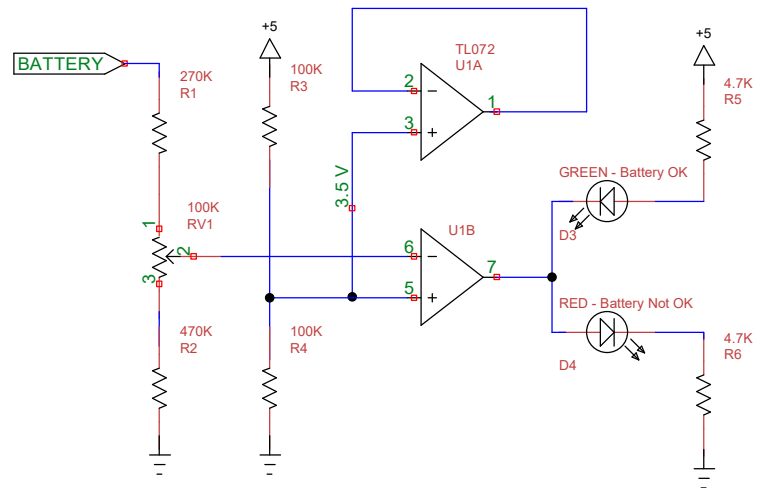 BATTERY
270K
R1
1
100K
RV1
2
3
470K
R2
+5
100K
R3
3.5 V
100K
R4
TL072
U1A
2
3
1
U1B
6
5
7
+5
4.7K
R5
GREEN - Battery OK
D3
RED - Battery Not OK
D4
4.7K
R6